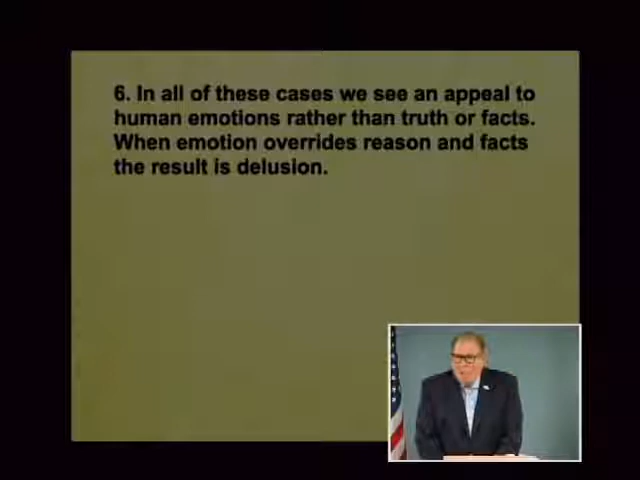 6. In all of these cases we see an appeal to
human emotions rather than truth or facts.
When emotion overrides reason and facts
the result is delusion.